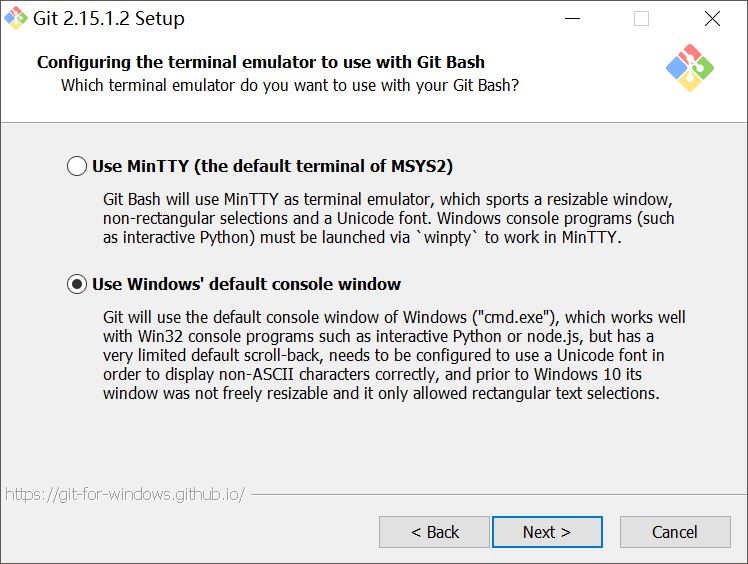 Git 2.15.1.2 Setup
Configuring the terminal emulator to use with Git Bash
Which terminal emulator do you want to use with your Git Bash?
Use MinTTY (the default terminal of MSYS2)
Git Bash will use MinTTY as terminal emulator, which sports a resizable window,
non-rectangular selections and a Unicode font. Windows console programs (such
as interactive Python) must be launched via `winpty` to work in MinTTY.
Use Windows' default console window
Git will use the default console window of Windows ("cmd.exe"), which works well
with Win32 console programs such as interactive Python or node.js, but has a
very limited default scroll-back, needs to be configured to use a Unicode font in
order to display non-ASCII characters correctly, and prior to Windows 10 its
window was not freely resizable and it only allowed rectangular text selections.
https://git-for-windows.github.io/
< Back
Next >
Cancel